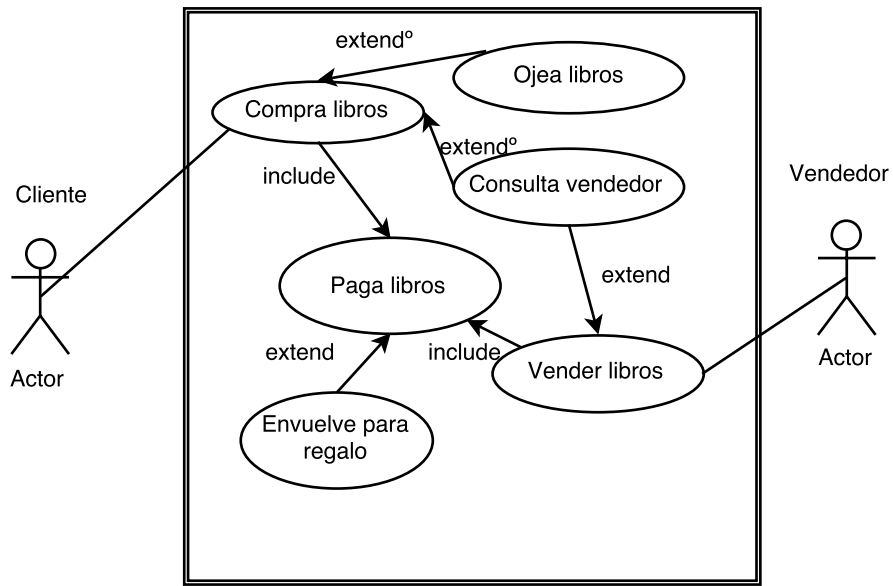 extendº
Ojea libros
Compra libros
extendº
include
Consulta vendedor
Cliente
Vendedor
Paga libros
extend
extend
include
Vender libros
Actor
Actor
Envuelve para
regalo